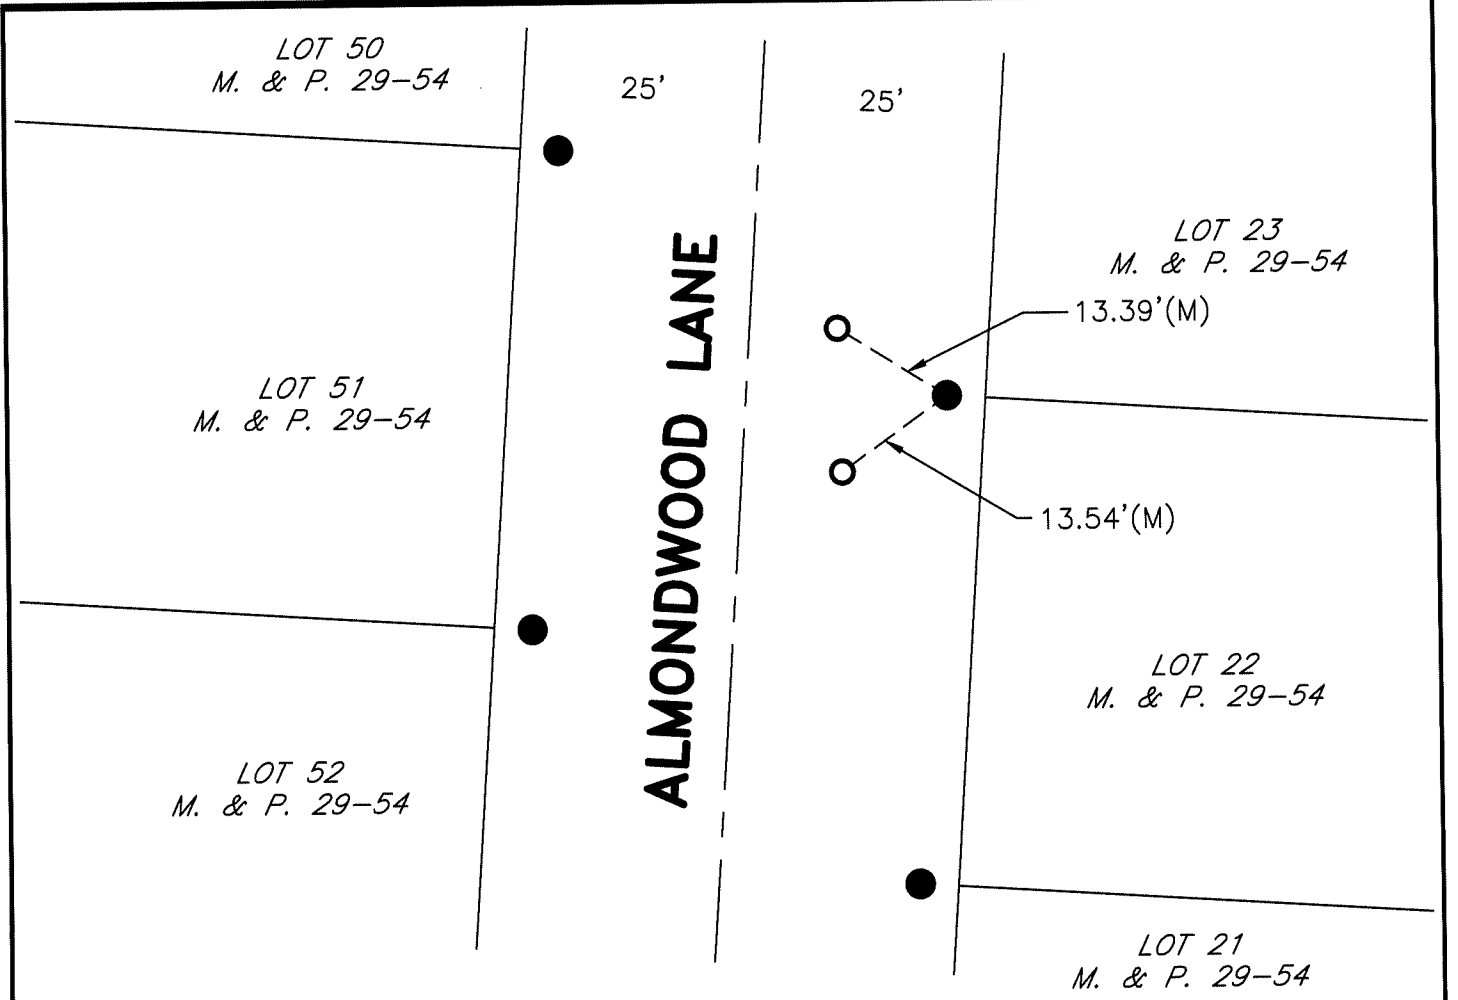 LOT 50
M. & P. 29-54
25'
25'
LOT 23
M. & P. 29-54
13.39'(M)
ALMONDWOOD LANE
LOT 51
M. & P. 29-54
13.54'(M)
LOT 22
M. & P. 29-54
LOT 52
M. & P. 29-54
LOT 21
M. & P. 29-54